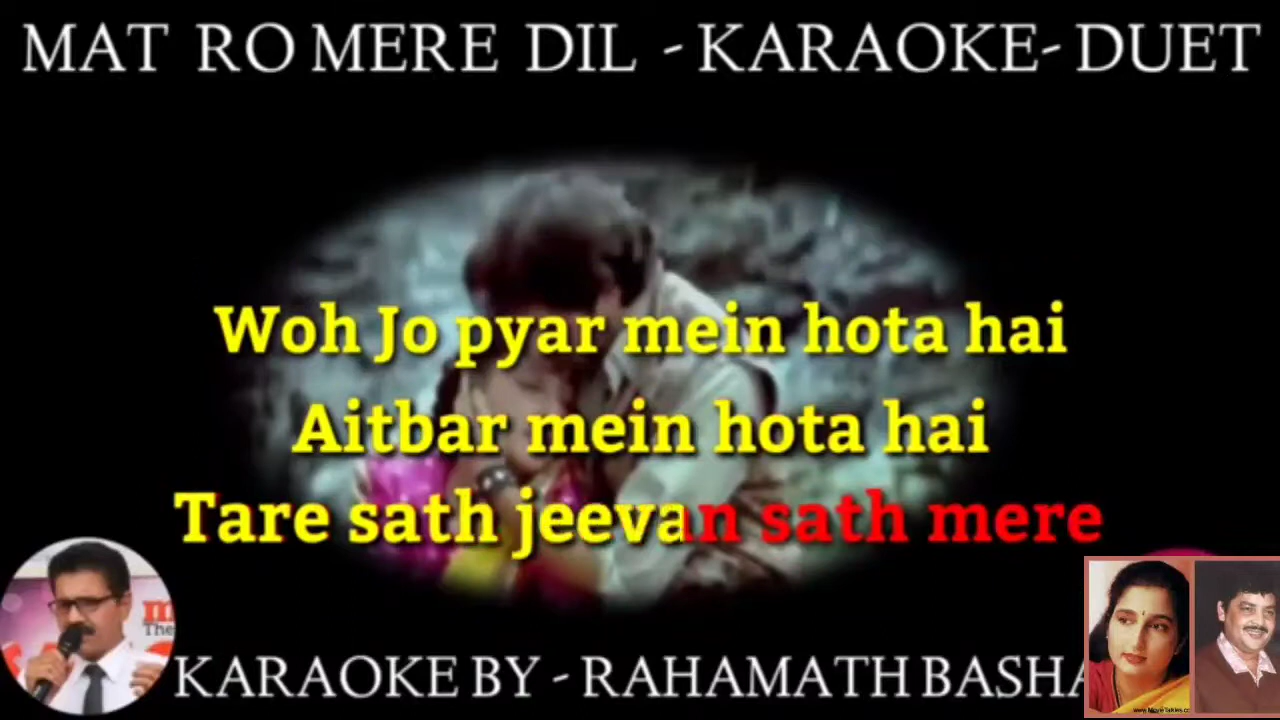 MAT RO MERE DIL - KARAOKE- DUET
Woh Jo pyar mein hota hai
Aitbar mein hota hai
Tare sath jeevan sath mere
The
KARAOKE BY - RAHAMATH BASHA